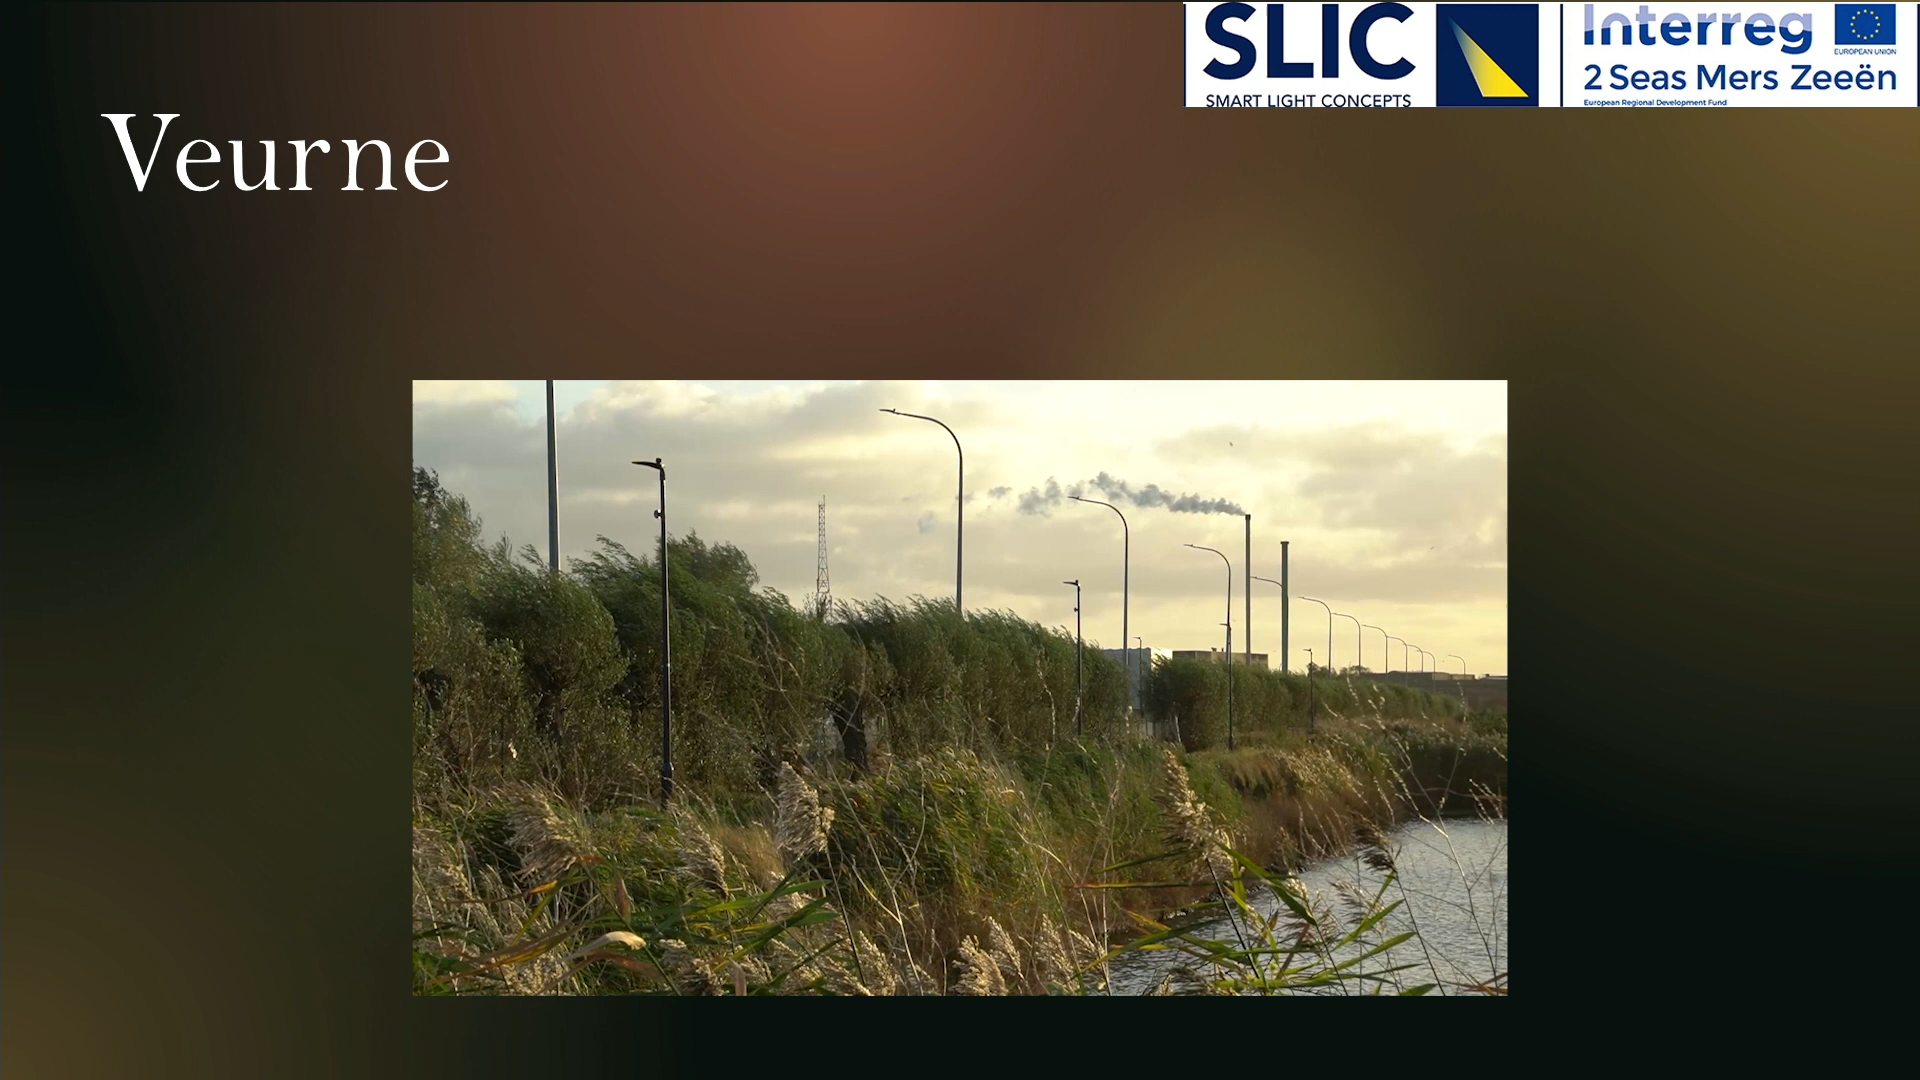 SLIC
SMART LIGHT CONCEPTS
Interreg
EUROPEAN UNION
2 Seas Mers Zeeën
European Regional Development Fund
Veurne